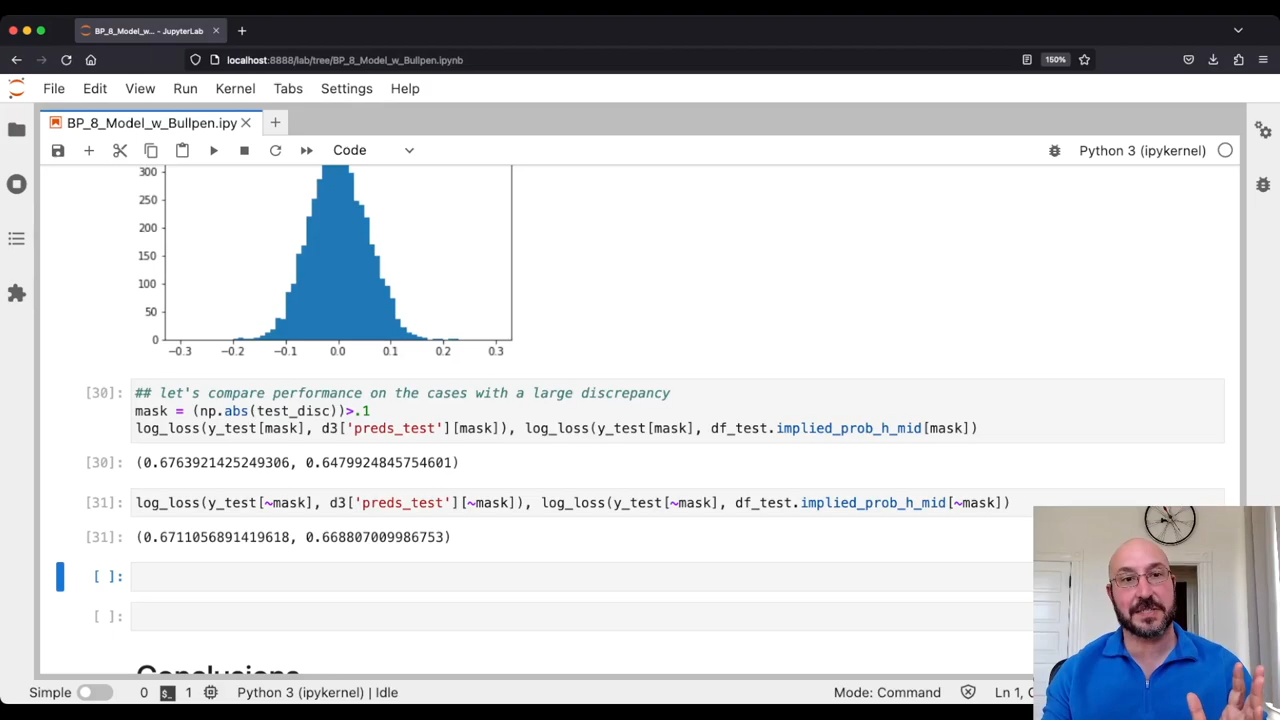 BP_8_Model_w... - JupyterLab
localhost:8888/lab/tree/BP_8_Model_w_Bullpen.ipynb
150%
File Edit View Run Kernel Tabs Settings Help
BP_8_Model_w_Bullpen.ipy
Code
Python 3 (ipykernel)
300
250
200
150
100
50
0
−0.3 −0.2 −0.1 0.0 0.1 0.2 0.3
[30]: ## let's compare performance on the cases with a large discrepancy
mask = (np.abs(test_disc))>.1
log_loss(y_test[mask], d3['preds_test'][mask]), log_loss(y_test[mask], df_test.implied_prob_h_mid[mask])
[30]: (0.6763921425249306, 0.6479924845754601)
[31]: log_loss(y_test[~mask], d3['preds_test'][~mask]), log_loss(y_test[~mask], df_test.implied_prob_h_mid[~mask])
[31]: (0.6711056891419618, 0.668807009986753)
[ ]:
[ ]:
Conclusions
Simple 0 1 Python 3 (ipykernel) | Idle Mode: Command Ln 1,